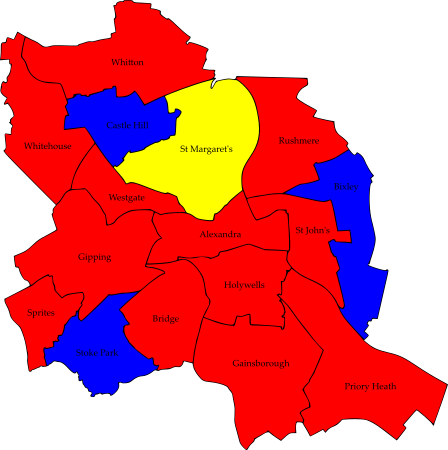 Whitton
Castle Hill
Whitehouse
St Margaret's
Rushmere
Bixley
Westgate
Alexandra
St John's
Gipping
Holywells
Sprites
Bridge
Stoke Park
Gainsborough
Priory Heath